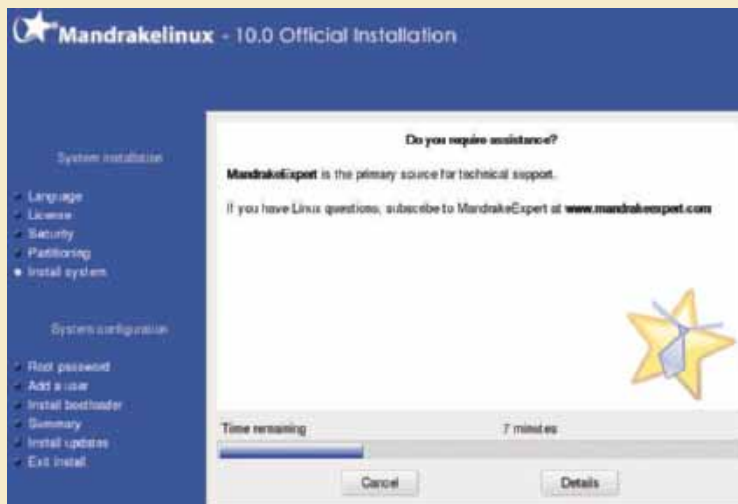 Mandrakelinux - 10.0 Official Installation
System installation
Language
License
Security
Partitioning
Install system
System configuration
Root password
Add a user
Install bootloader
Summary
Install updates
Exit install
Do you require assistance?
MandrakeExpert is the primary source for technical support.
If you have Linux questions, subscribe to MandrakeExpert at www.mandrakeexpert.com
Time remaining 7 minutes
Cancel Details